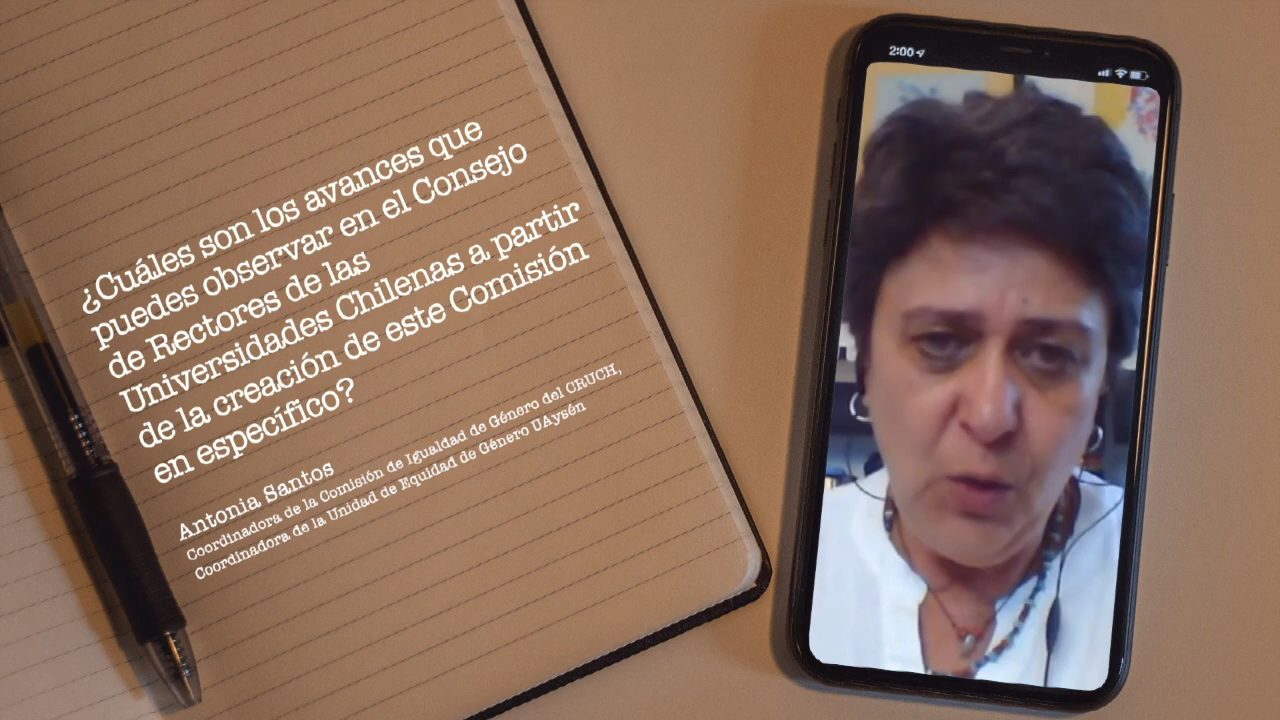 ¿Cuáles son los avances que
puedes observar en el Consejo
de Rectores de las
Universidades Chilenas a partir
de la creación de este Comisión
en específico?
Antonia Santos
Coordinadora de la Comisión de Igualdad de Género del CRUCH,
Coordinadora de la Unidad de Equidad de Género UAysén
2:00